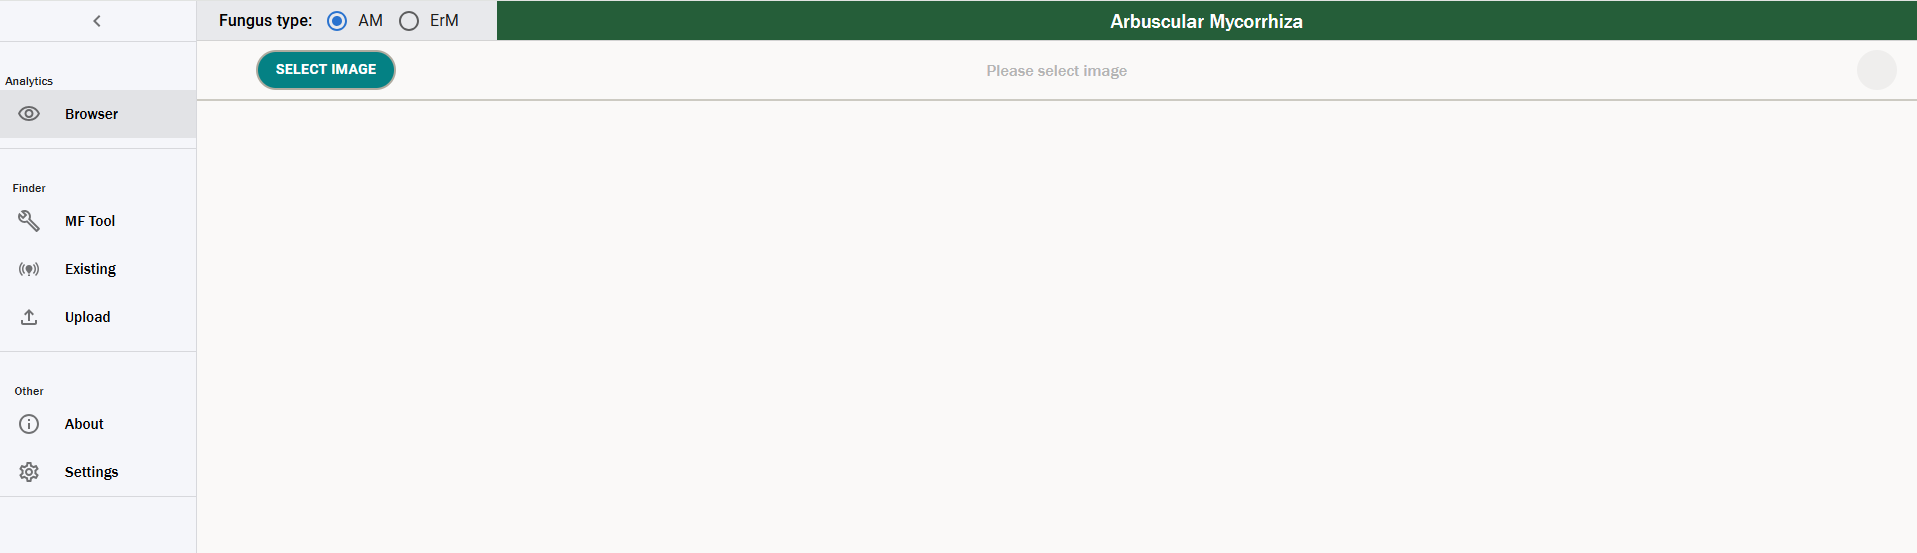 Fungus type: AM ErM
Arbuscular Mycorrhiza
SELECT IMAGE
Please select image
Analytics
Browser
Finder
MF Tool
Existing
Upload
Other
About
Settings